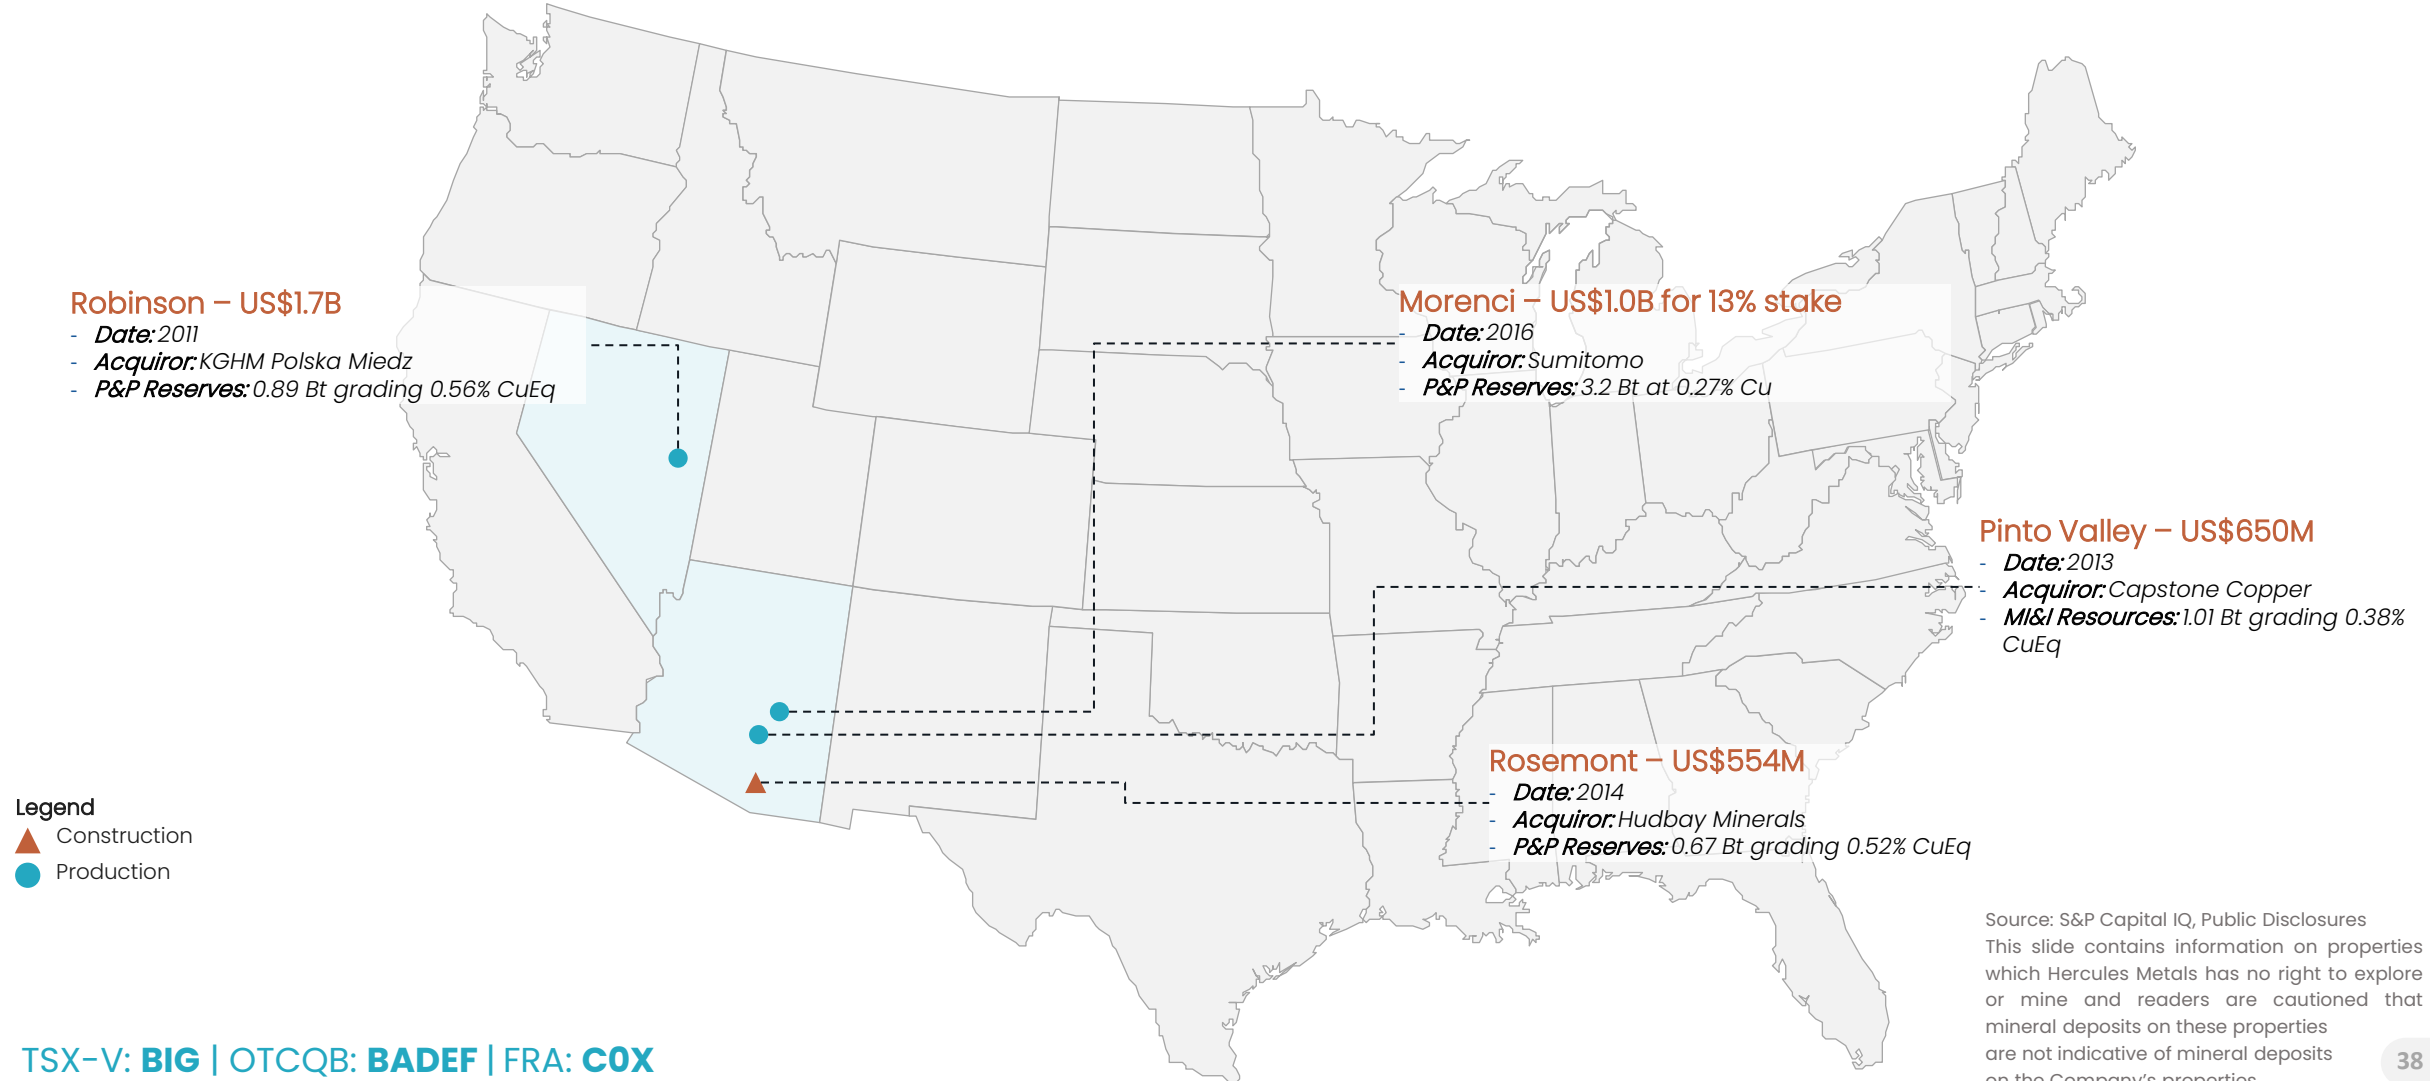 Robinson – US$1.7B
- Date: 2011
- Acquiror: KGHM Polska Miedz
- P&P Reserves: 0.89 Bt grading 0.56% CuEq
Morenci – US$1.0B for 13% stake
- Date: 2016
- Acquiror: Sumitomo
- P&P Reserves: 3.2 Bt at 0.27% Cu
Pinto Valley – US$650M
- Date: 2013
- Acquiror: Capstone Copper
- MI&I Resources: 1.01 Bt grading 0.38%
CuEq
Rosemont – US$554M
- Date: 2014
- Acquiror: Hudbay Minerals
- P&P Reserves: 0.67 Bt grading 0.52% CuEq
Legend
Construction
Production
Source: S&P Capital IQ, Public Disclosures
This slide contains information on properties
which Hercules Metals has no right to explore
or mine and readers are cautioned that
mineral deposits on these properties
are not indicative of mineral deposits
on the Company's properties
TSX-V: BIG | OTCQB: BADEF | FRA: C0X
38